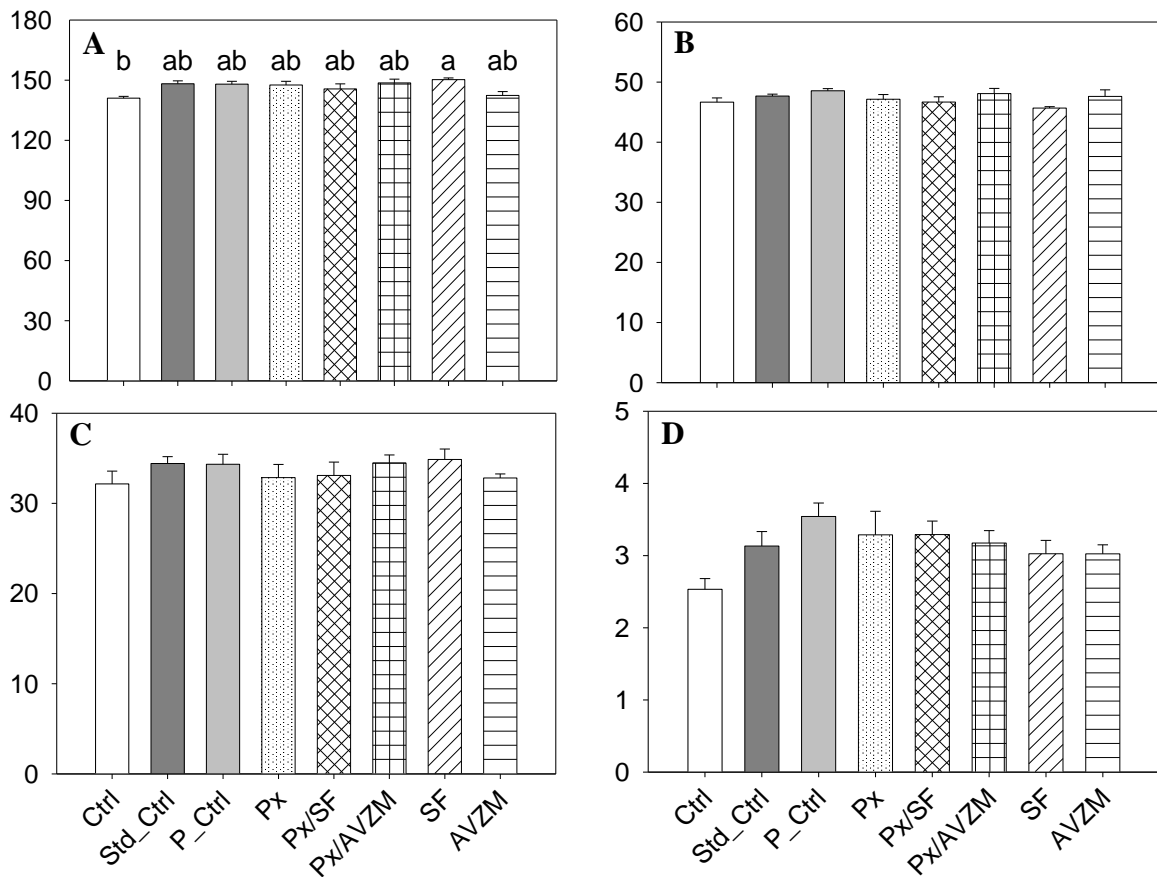 A
180
150
120
90
60
30
0
b ab ab ab ab ab a ab
B
60
50
40
30
20
10
0
C
40
30
20
10
0
Ctrl
Std_Ctrl
P_Ctrl
Px
Px/SF
Px/AVZM
SF
AVZM
D
5
4
3
2
1
0
Ctrl
Std_Ctrl
P_Ctrl
Px
Px/SF
Px/AVZM
SF
AVZM